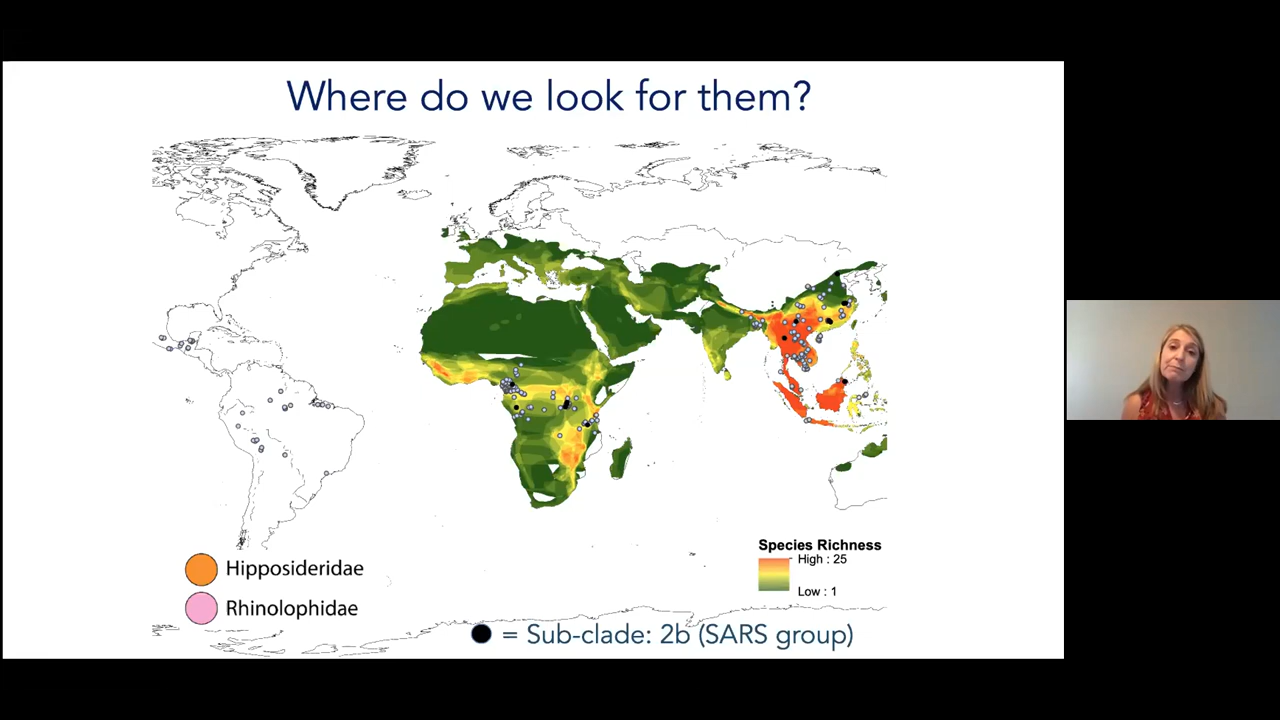 Where do we look for them?
Species Richness
High : 25
Low : 1
Hipposideridae
Rhinolophidae
= Sub-clade: 2b (SARS group)